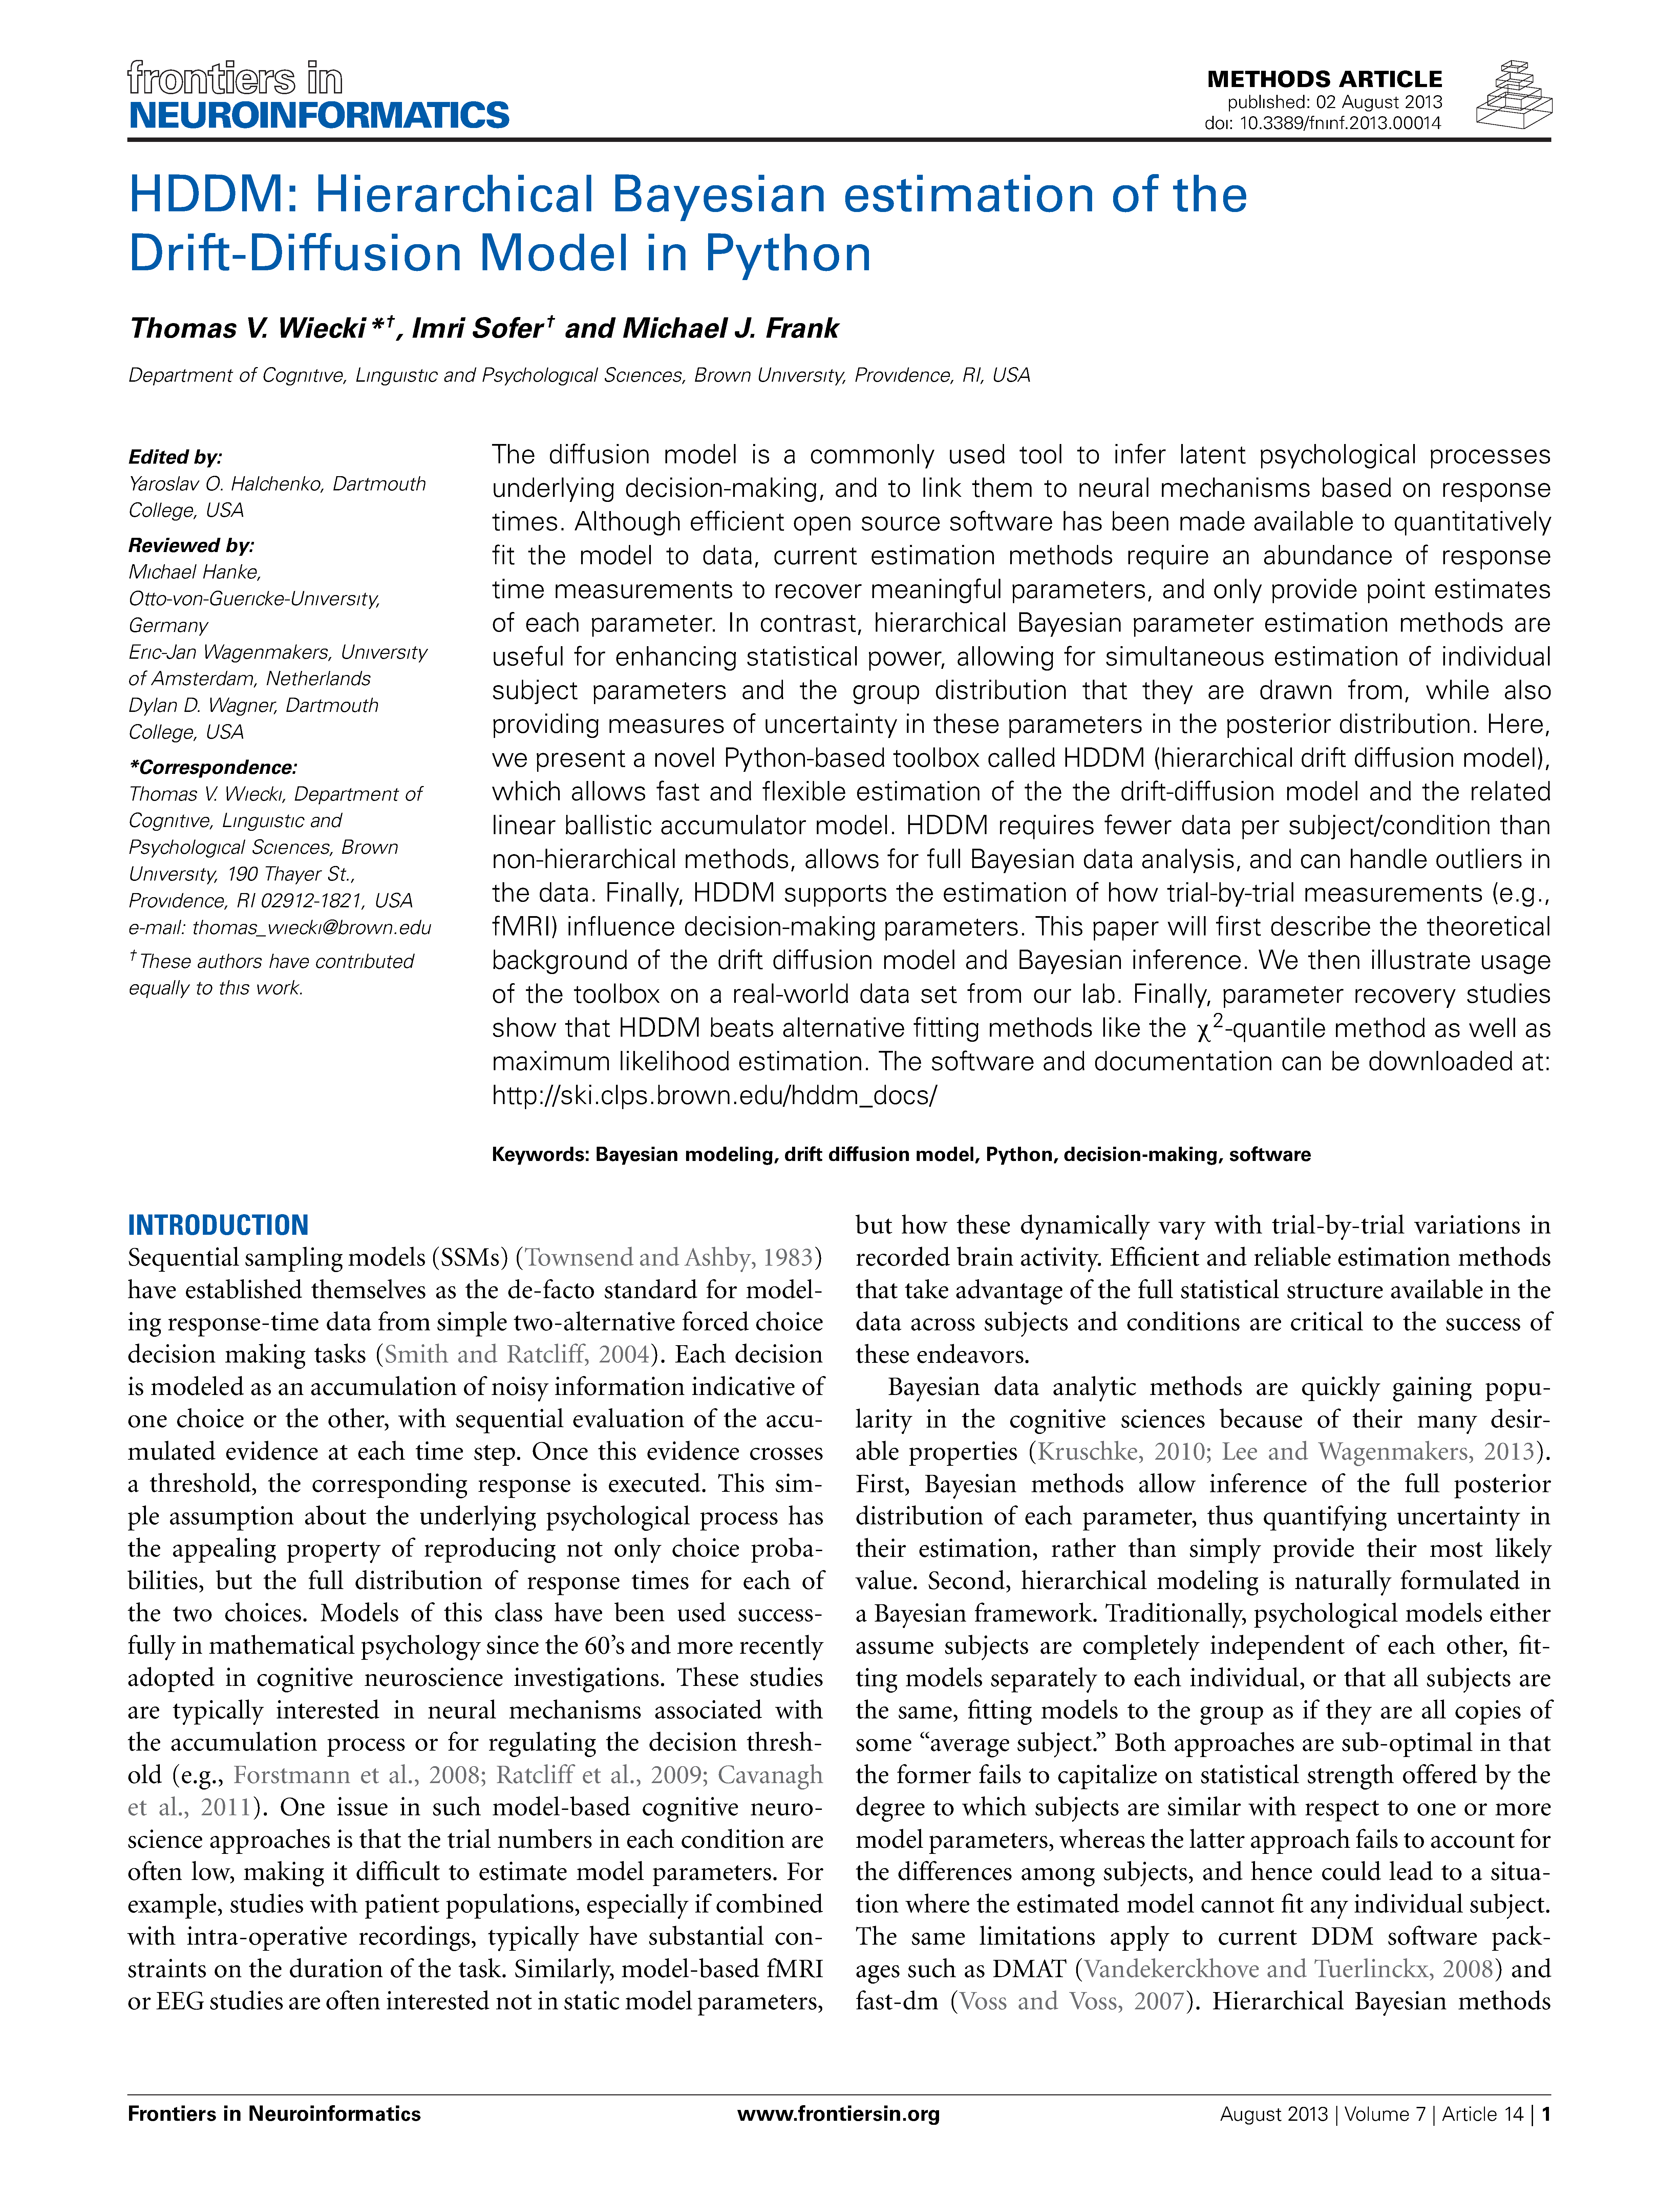 frontiers in
NEUROINFORMATICS
METHODS ARTICLE
published: 02 August 2013
doi: 10.3389/fninf.2013.00014
HDDM: Hierarchical Bayesian estimation of the
Drift-Diffusion Model in Python
Thomas V. Wiecki*†, Imri Sofer† and Michael J. Frank
Department of Cognitive, Linguistic and Psychological Sciences, Brown University, Providence, RI, USA
Edited by:
Yaroslav O. Halchenko, Dartmouth
College, USA
Reviewed by:
Michael Hanke,
Otto-von-Guericke-University,
Germany
Eric-Jan Wagenmakers, University
of Amsterdam, Netherlands
Dylan D. Wagner, Dartmouth
College, USA
*Correspondence:
Thomas V. Wiecki, Department of
Cognitive, Linguistic and
Psychological Sciences, Brown
University, 190 Thayer St.,
Providence, RI 02912-1821, USA
e-mail: thomas_wiecki@brown.edu
†These authors have contributed
equally to this work.
The diffusion model is a commonly used tool to infer latent psychological processes
underlying decision-making, and to link them to neural mechanisms based on response
times. Although efficient open source software has been made available to quantitatively
fit the model to data, current estimation methods require an abundance of response
time measurements to recover meaningful parameters, and only provide point estimates
of each parameter. In contrast, hierarchical Bayesian parameter estimation methods are
useful for enhancing statistical power, allowing for simultaneous estimation of individual
subject parameters and the group distribution that they are drawn from, while also
providing measures of uncertainty in these parameters in the posterior distribution. Here,
we present a novel Python-based toolbox called HDDM (hierarchical drift diffusion model),
which allows fast and flexible estimation of the the drift-diffusion model and the related
linear ballistic accumulator model. HDDM requires fewer data per subject/condition than
non-hierarchical methods, allows for full Bayesian data analysis, and can handle outliers in
the data. Finally, HDDM supports the estimation of how trial-by-trial measurements (e.g.,
fMRI) influence decision-making parameters. This paper will first describe the theoretical
background of the drift diffusion model and Bayesian inference. We then illustrate usage
of the toolbox on a real-world data set from our lab. Finally, parameter recovery studies
show that HDDM beats alternative fitting methods like the χ²-quantile method as well as
maximum likelihood estimation. The software and documentation can be downloaded at:
http://ski.clps.brown.edu/hddm_docs/
Keywords: Bayesian modeling, drift diffusion model, Python, decision-making, software
INTRODUCTION
Sequential sampling models (SSMs) (Townsend and Ashby, 1983)
have established themselves as the de-facto standard for model-
ing response-time data from simple two-alternative forced choice
decision making tasks (Smith and Ratcliff, 2004). Each decision
is modeled as an accumulation of noisy information indicative of
one choice or the other, with sequential evaluation of the accu-
mulated evidence at each time step. Once this evidence crosses
a threshold, the corresponding response is executed. This sim-
ple assumption about the underlying psychological process has
the appealing property of reproducing not only choice proba-
bilities, but the full distribution of response times for each of
the two choices. Models of this class have been used success-
fully in mathematical psychology since the 60’s and more recently
adopted in cognitive neuroscience investigations. These studies
are typically interested in neural mechanisms associated with
the accumulation process or for regulating the decision thresh-
old (e.g., Forstmann et al., 2008; Ratcliff et al., 2009; Cavanagh
et al., 2011). One issue in such model-based cognitive neuro-
science approaches is that the trial numbers in each condition are
often low, making it difficult to estimate model parameters. For
example, studies with patient populations, especially if combined
with intra-operative recordings, typically have substantial con-
straints on the duration of the task. Similarly, model-based fMRI
or EEG studies are often interested not in static model parameters,
but how these dynamically vary with trial-by-trial variations in
recorded brain activity. Efficient and reliable estimation methods
that take advantage of the full statistical structure available in the
data across subjects and conditions are critical to the success of
these endeavors.
Bayesian data analytic methods are quickly gaining popu-
larity in the cognitive sciences because of their many desir-
able properties (Kruschke, 2010; Lee and Wagenmakers, 2013).
First, Bayesian methods allow inference of the full posterior
distribution of each parameter, thus quantifying uncertainty in
their estimation, rather than simply provide their most likely
value. Second, hierarchical modeling is naturally formulated in
a Bayesian framework. Traditionally, psychological models either
assume subjects are completely independent of each other, fit-
ting models separately to each individual, or that all subjects are
the same, fitting models to the group as if they are all copies of
some “average subject.” Both approaches are sub-optimal in that
the former fails to capitalize on statistical strength offered by the
degree to which subjects are similar with respect to one or more
model parameters, whereas the latter approach fails to account for
the differences among subjects, and hence could lead to a situa-
tion where the estimated model cannot fit any individual subject.
The same limitations apply to current DDM software pack-
ages such as DMAT (Vandekerckhove and Tuerlinckx, 2008) and
fast-dm (Voss and Voss, 2007). Hierarchical Bayesian methods
Frontiers in Neuroinformatics
www.frontiersin.org
August 2013 | Volume 7 | Article 14 | 1